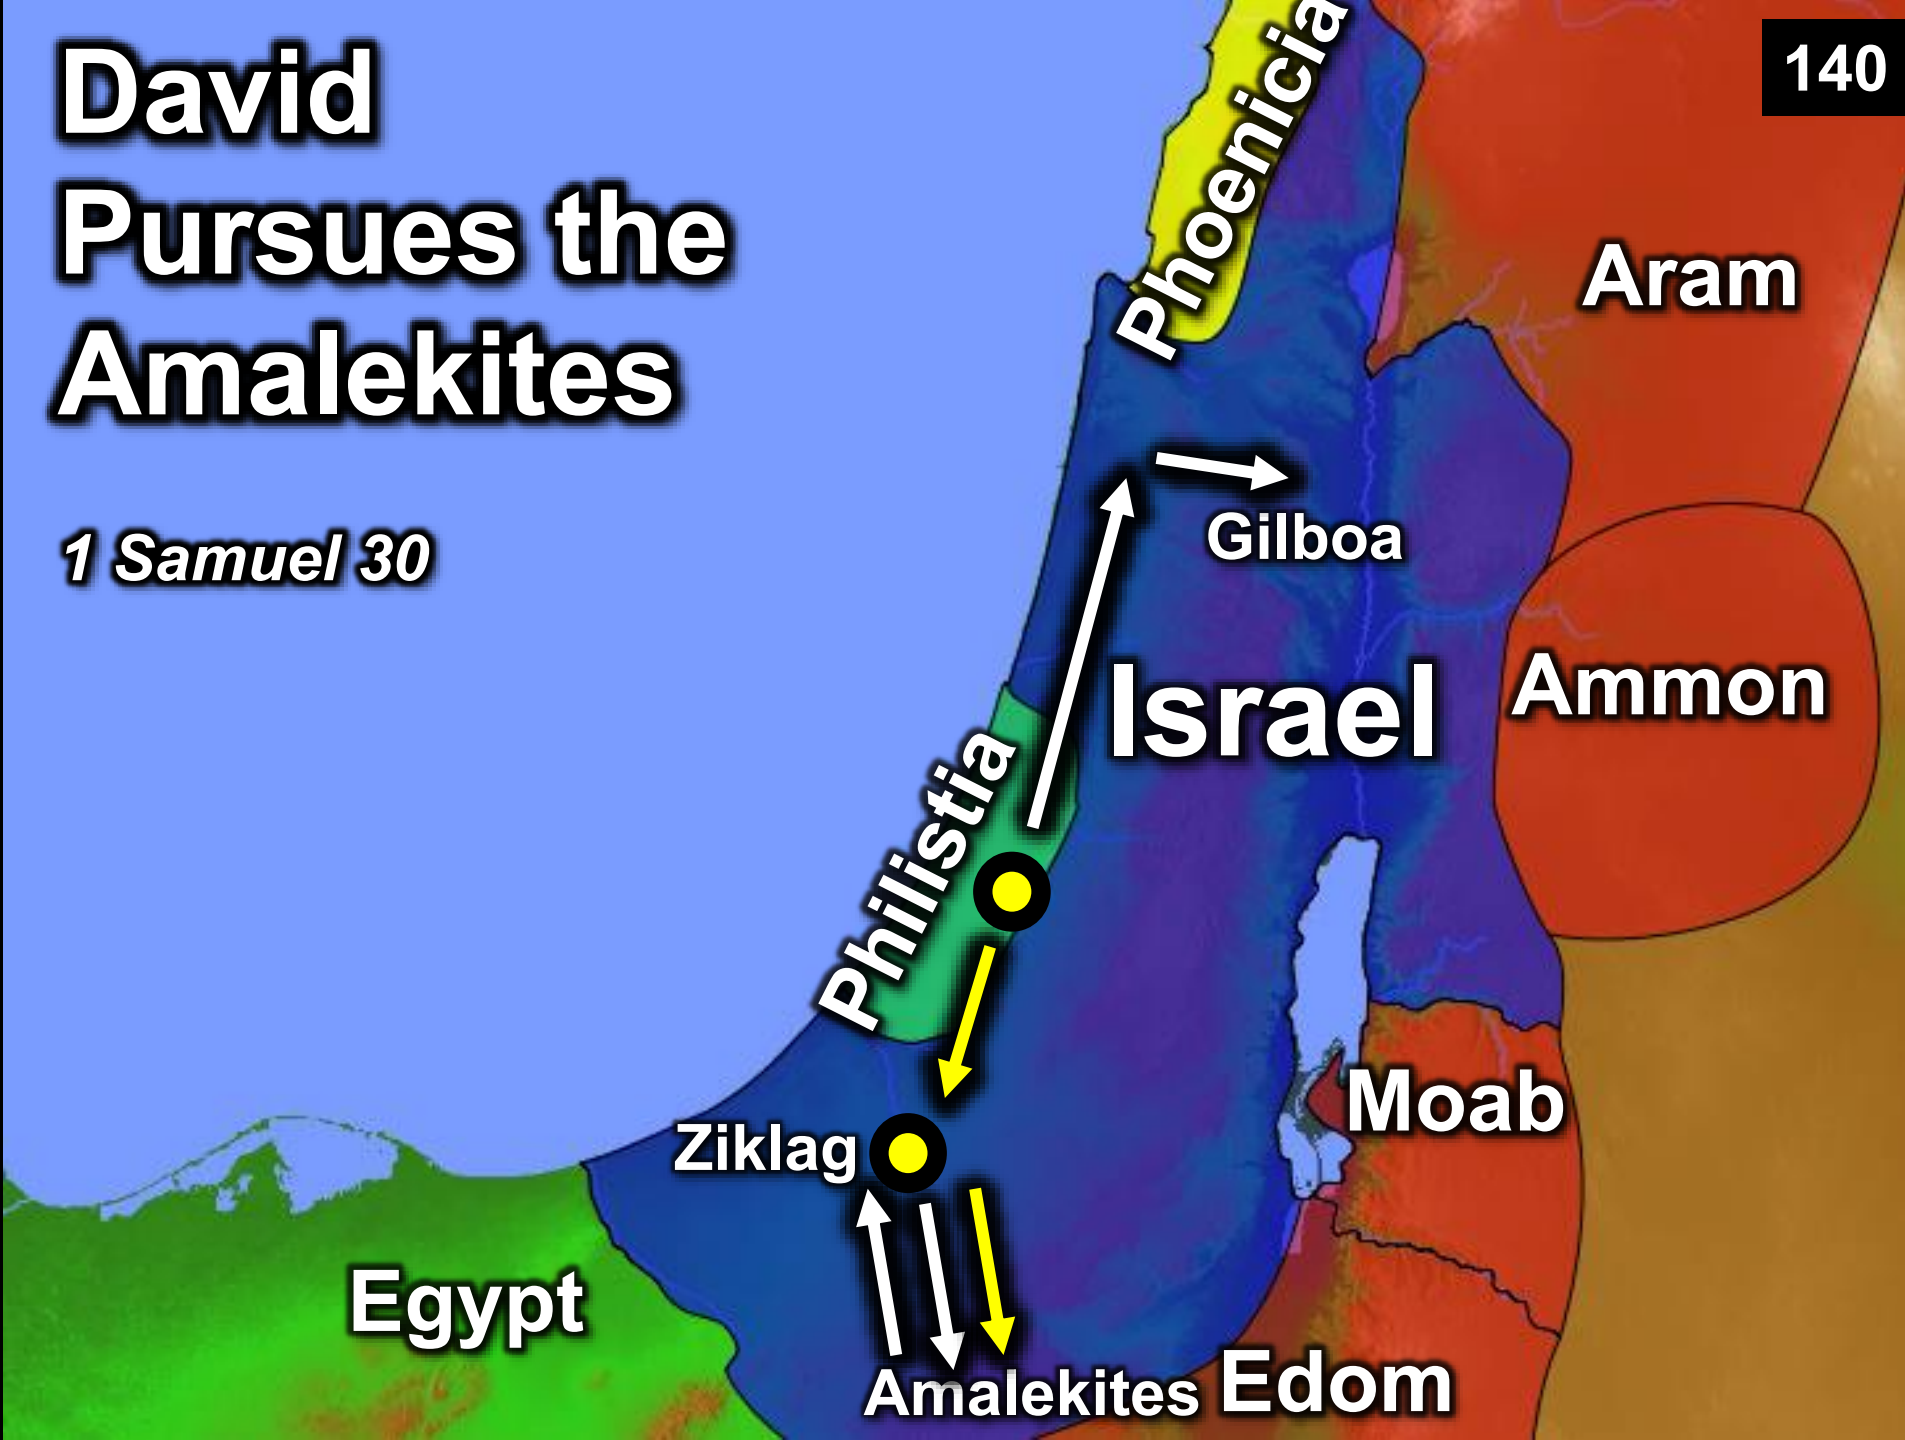 David
Pursues the
Amalekites
1 Samuel 30
140
Phoenicia
Aram
Gilboa
Israel
Ammon
Philistia
Moab
Ziklag
Egypt
Amalekites
Edom